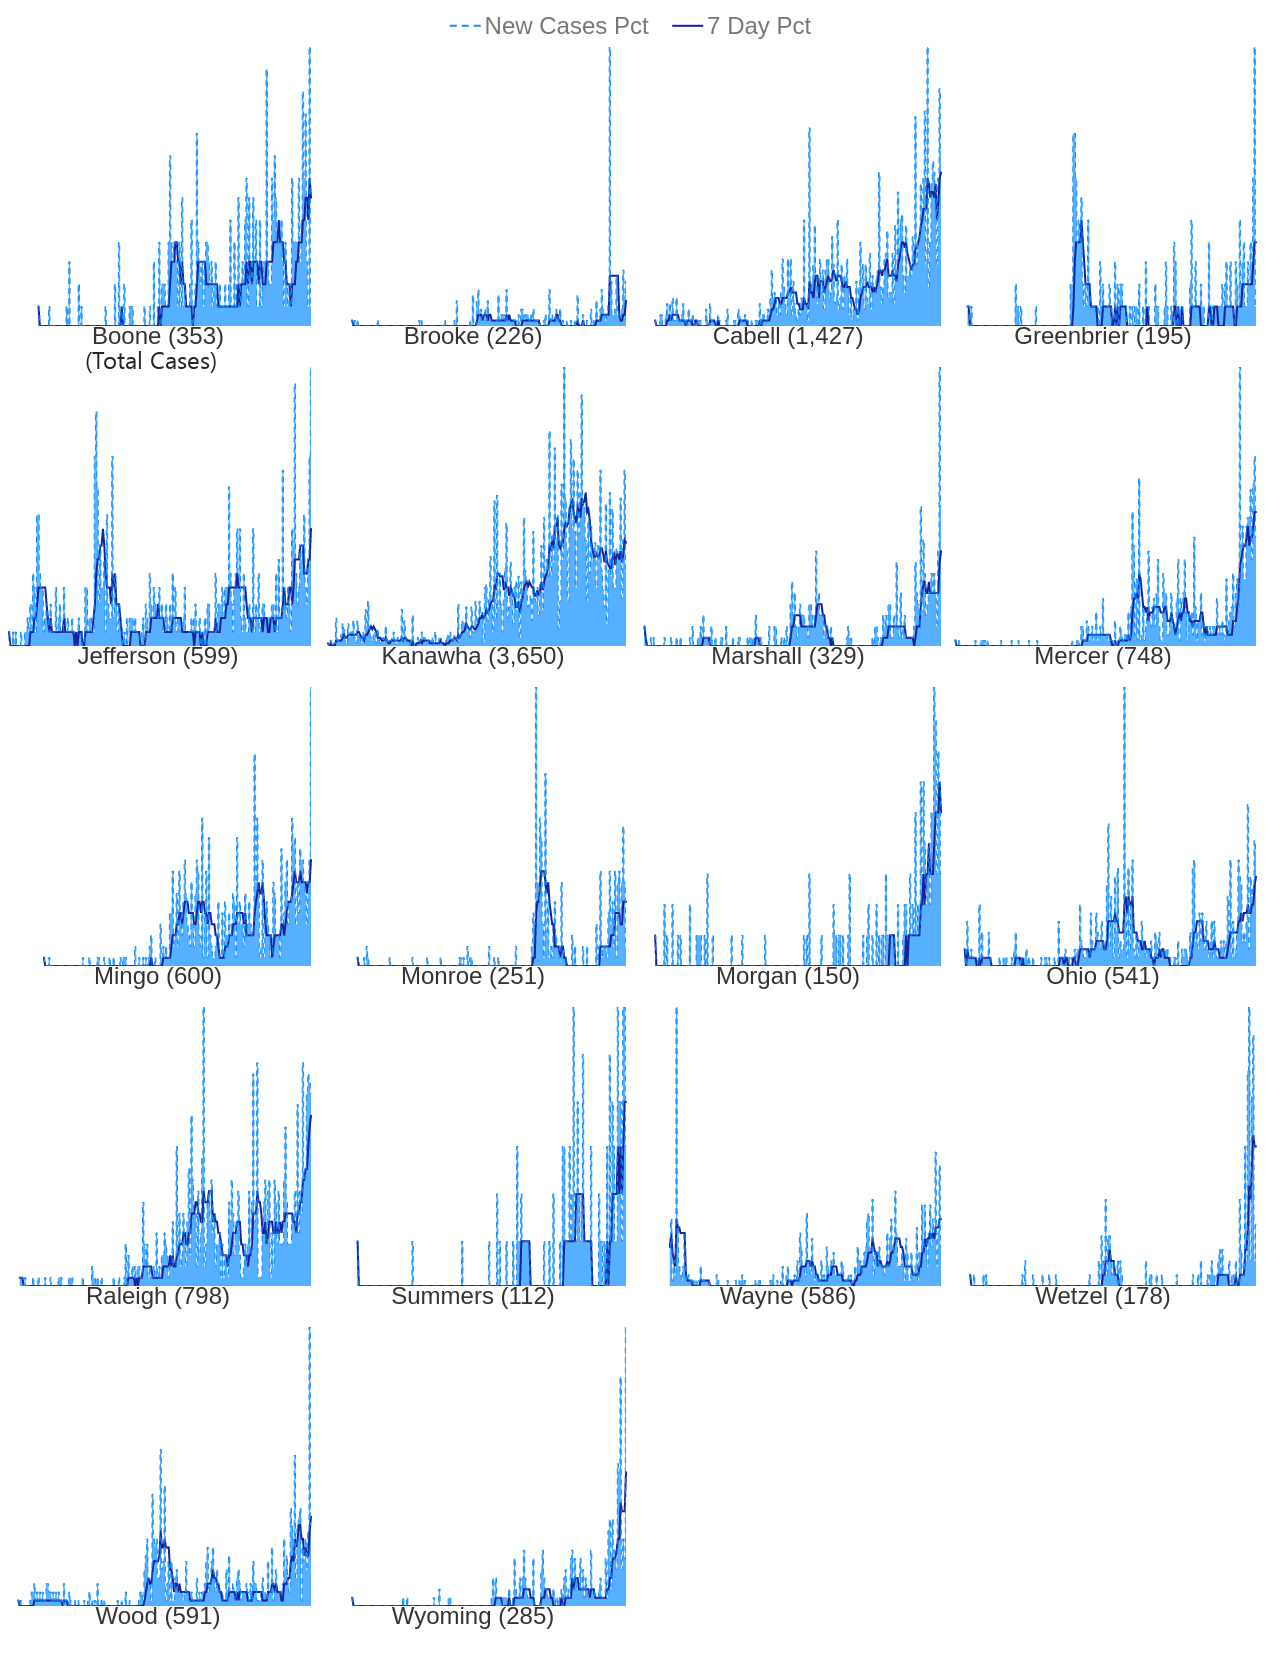 New Cases Pct 7 Day Pct
Boone (353) Brooke (226) Cabell (1,427) Greenbrier (195)
(Total Cases)
Jefferson (599) Kanawha (3,650) Marshall (329) Mercer (748)
Mingo (600) Monroe (251) Morgan (150) Ohio (541)
Raleigh (798) Summers (112) Wayne (586) Wetzel (178)
Wood (591) Wyoming (285)